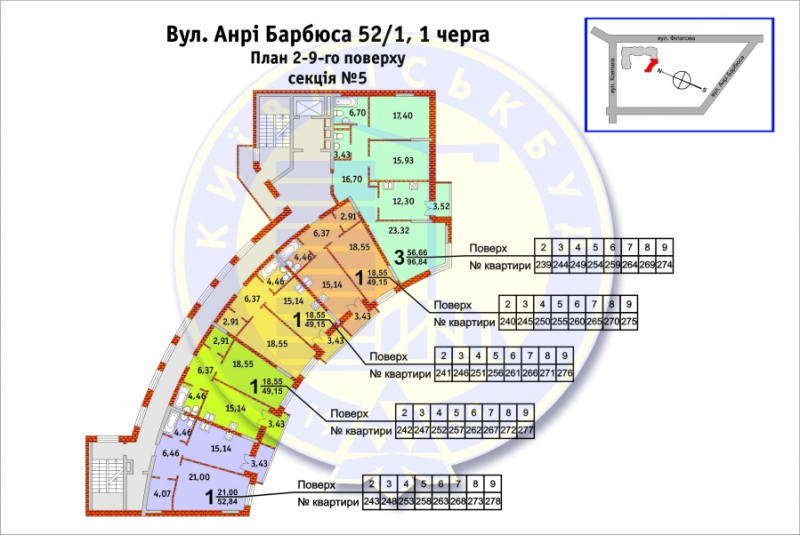 Вул. Анрі Барбюса 52/1, 1 черга
План 2-9-го поверху
секція №5
вул. Філатова
вул. Анрі Барбюса
N
S
КИЇВМІСЬКБУД
6,70
17,40
3,43
15,93
16,70
12,30
3,52
23,32
3 56,66
96,84
2,91
6,37
18,55
4,46
15,14
1 18,55
49,15
3,43
4,46
6,37
15,14
2,91
18,55
1 18,55
49,15
3,43
2,91
18,55
6,37
1 18,55
49,15
4,46
15,14
3,43
4,46
15,14
6,46
3,43
21,00
4,07
1 21,00
52,84
Поверх 2 3 4 5 6 7 8 9
№ квартири 239 244 249 254 259 264 269 274
Поверх 2 3 4 5 6 7 8 9
№ квартири 240 245 250 255 260 265 270 275
Поверх 2 3 4 5 6 7 8 9
№ квартири 241 246 251 256 261 266 271 276
Поверх 2 3 4 5 6 7 8 9
№ квартири 242 247 252 257 262 267 272 277
Поверх 2 3 4 5 6 7 8 9
№ квартири 243 248 253 258 263 268 273 278